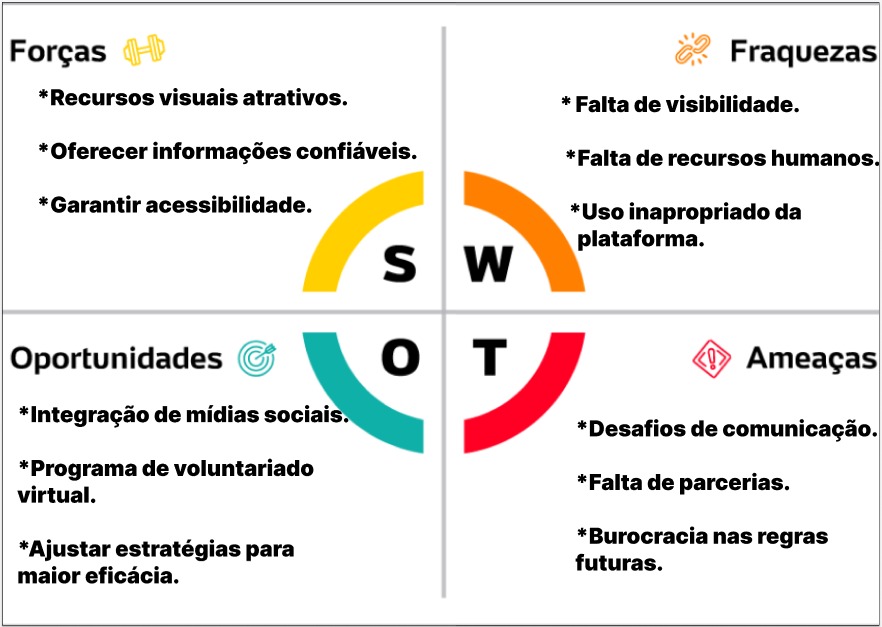 Forças
*Recursos visuais atrativos.
*Oferecer informações confiáveis.
*Garantir acessibilidade.
Fraquezas
* Falta de visibilidade.
*Falta de recursos humanos.
*Uso inapropriado da
plataforma.
S
W
O
T
Oportunidades
*Integração de mídias sociais.
*Programa de voluntariado
virtual.
*Ajustar estratégias para
maior eficácia.
Ameaças
*Desafios de comunicação.
*Falta de parcerias.
*Burocracia nas regras
futuras.